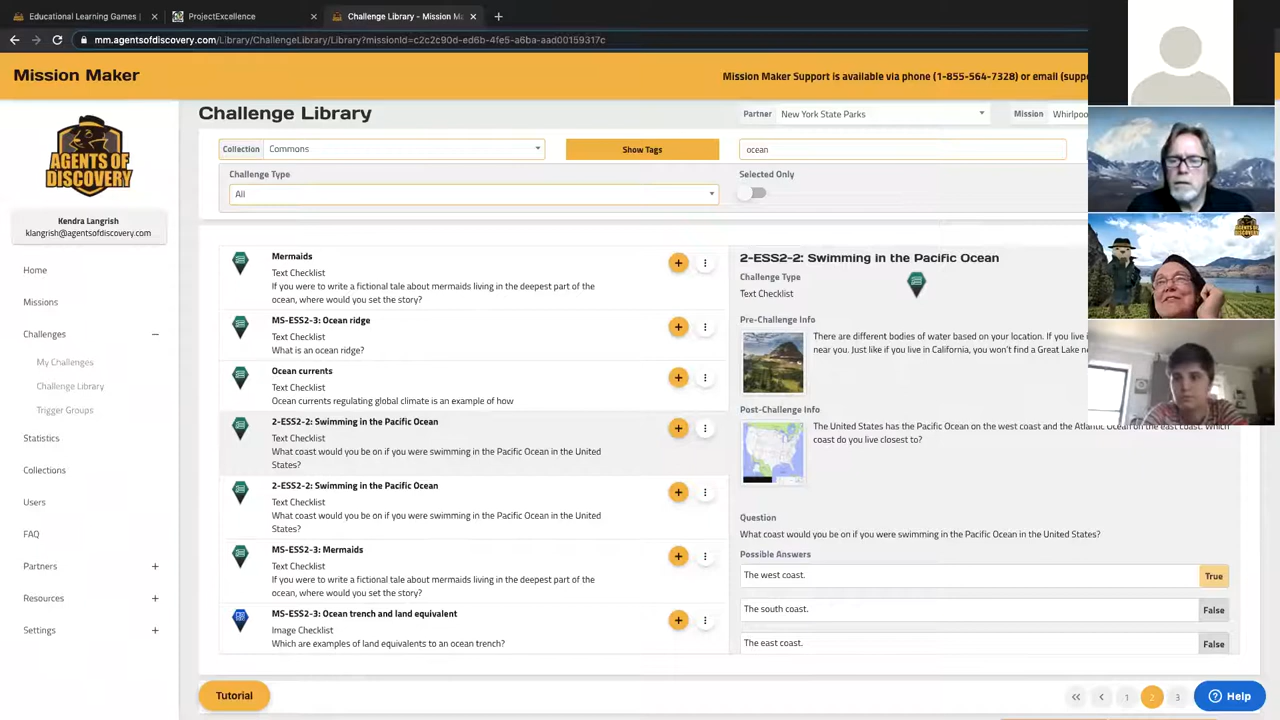 Educational Learning Games |
ProjectExcellence
Challenge Library - Mission Ma
mm.agentsofdiscovery.com/Library/ChallengeLibrary/Library?missionId=c2c2c90d-ed6b-4fe5-a6ba-aad00159317c
Mission Maker
Mission Maker Support is available via phone (1-855-564-7328) or email (suppo
AGENTS OF
DISCOVERY
Kendra Langrish
klangrish@agentsofdiscovery.com
Home
Missions
Challenges
My Challenges
Challenge Library
Trigger Groups
Statistics
Collections
Users
FAQ
Partners
Resources
Settings
Challenge Library
Partner New York State Parks
Mission Whirlpoo
Collection Commons
Show Tags
ocean
Challenge Type
All
Selected Only
Mermaids
Text Checklist
If you were to write a fictional tale about mermaids living in the deepest part of the
ocean, where would you set the story?
MS-ESS2-3: Ocean ridge
Text Checklist
What is an ocean ridge?
Ocean currents
Text Checklist
Ocean currents regulating global climate is an example of how
2-ESS2-2: Swimming in the Pacific Ocean
Text Checklist
What coast would you be on if you were swimming in the Pacific Ocean in the United
States?
2-ESS2-2: Swimming in the Pacific Ocean
Text Checklist
What coast would you be on if you were swimming in the Pacific Ocean in the United
States?
MS-ESS2-3: Mermaids
Text Checklist
If you were to write a fictional tale about mermaids living in the deepest part of the
ocean, where would you set the story?
MS-ESS2-3: Ocean trench and land equivalent
Image Checklist
Which are examples of land equivalents to an ocean trench?
2-ESS2-2: Swimming in the Pacific Ocean
Challenge Type
Text Checklist
Pre-Challenge Info
There are different bodies of water based on your location. If you live i
near you. Just like if you live in California, you won't find a Great Lake ne
Post-Challenge Info
The United States has the Pacific Ocean on the west coast and the Atlantic Ocean on the east coast. Which
coast do you live closest to?
Question
What coast would you be on if you were swimming in the Pacific Ocean in the United States?
Possible Answers
The west coast.
True
The south coast.
False
The east coast.
False
Tutorial
1
2
3
Help